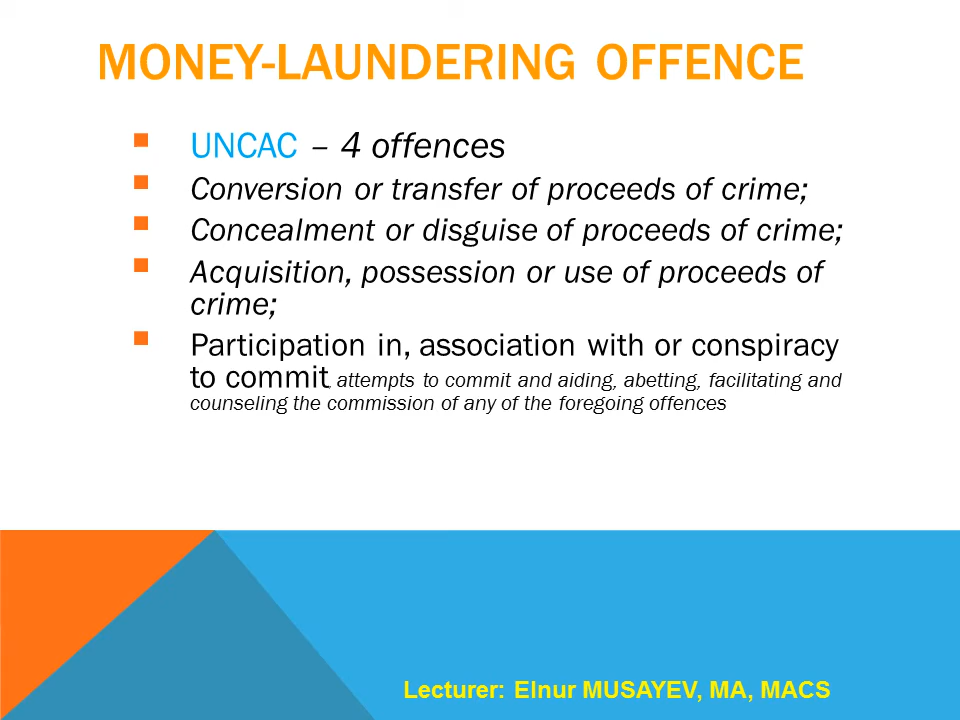 MONEY-LAUNDERING OFFENCE
UNCAC – 4 offences
Conversion or transfer of proceeds of crime;
Concealment or disguise of proceeds of crime;
Acquisition, possession or use of proceeds of
crime;
Participation in, association with or conspiracy
to commit, attempts to commit and aiding, abetting, facilitating and
counseling the commission of any of the foregoing offences
Lecturer: Elnur MUSAYEV, MA, MACS